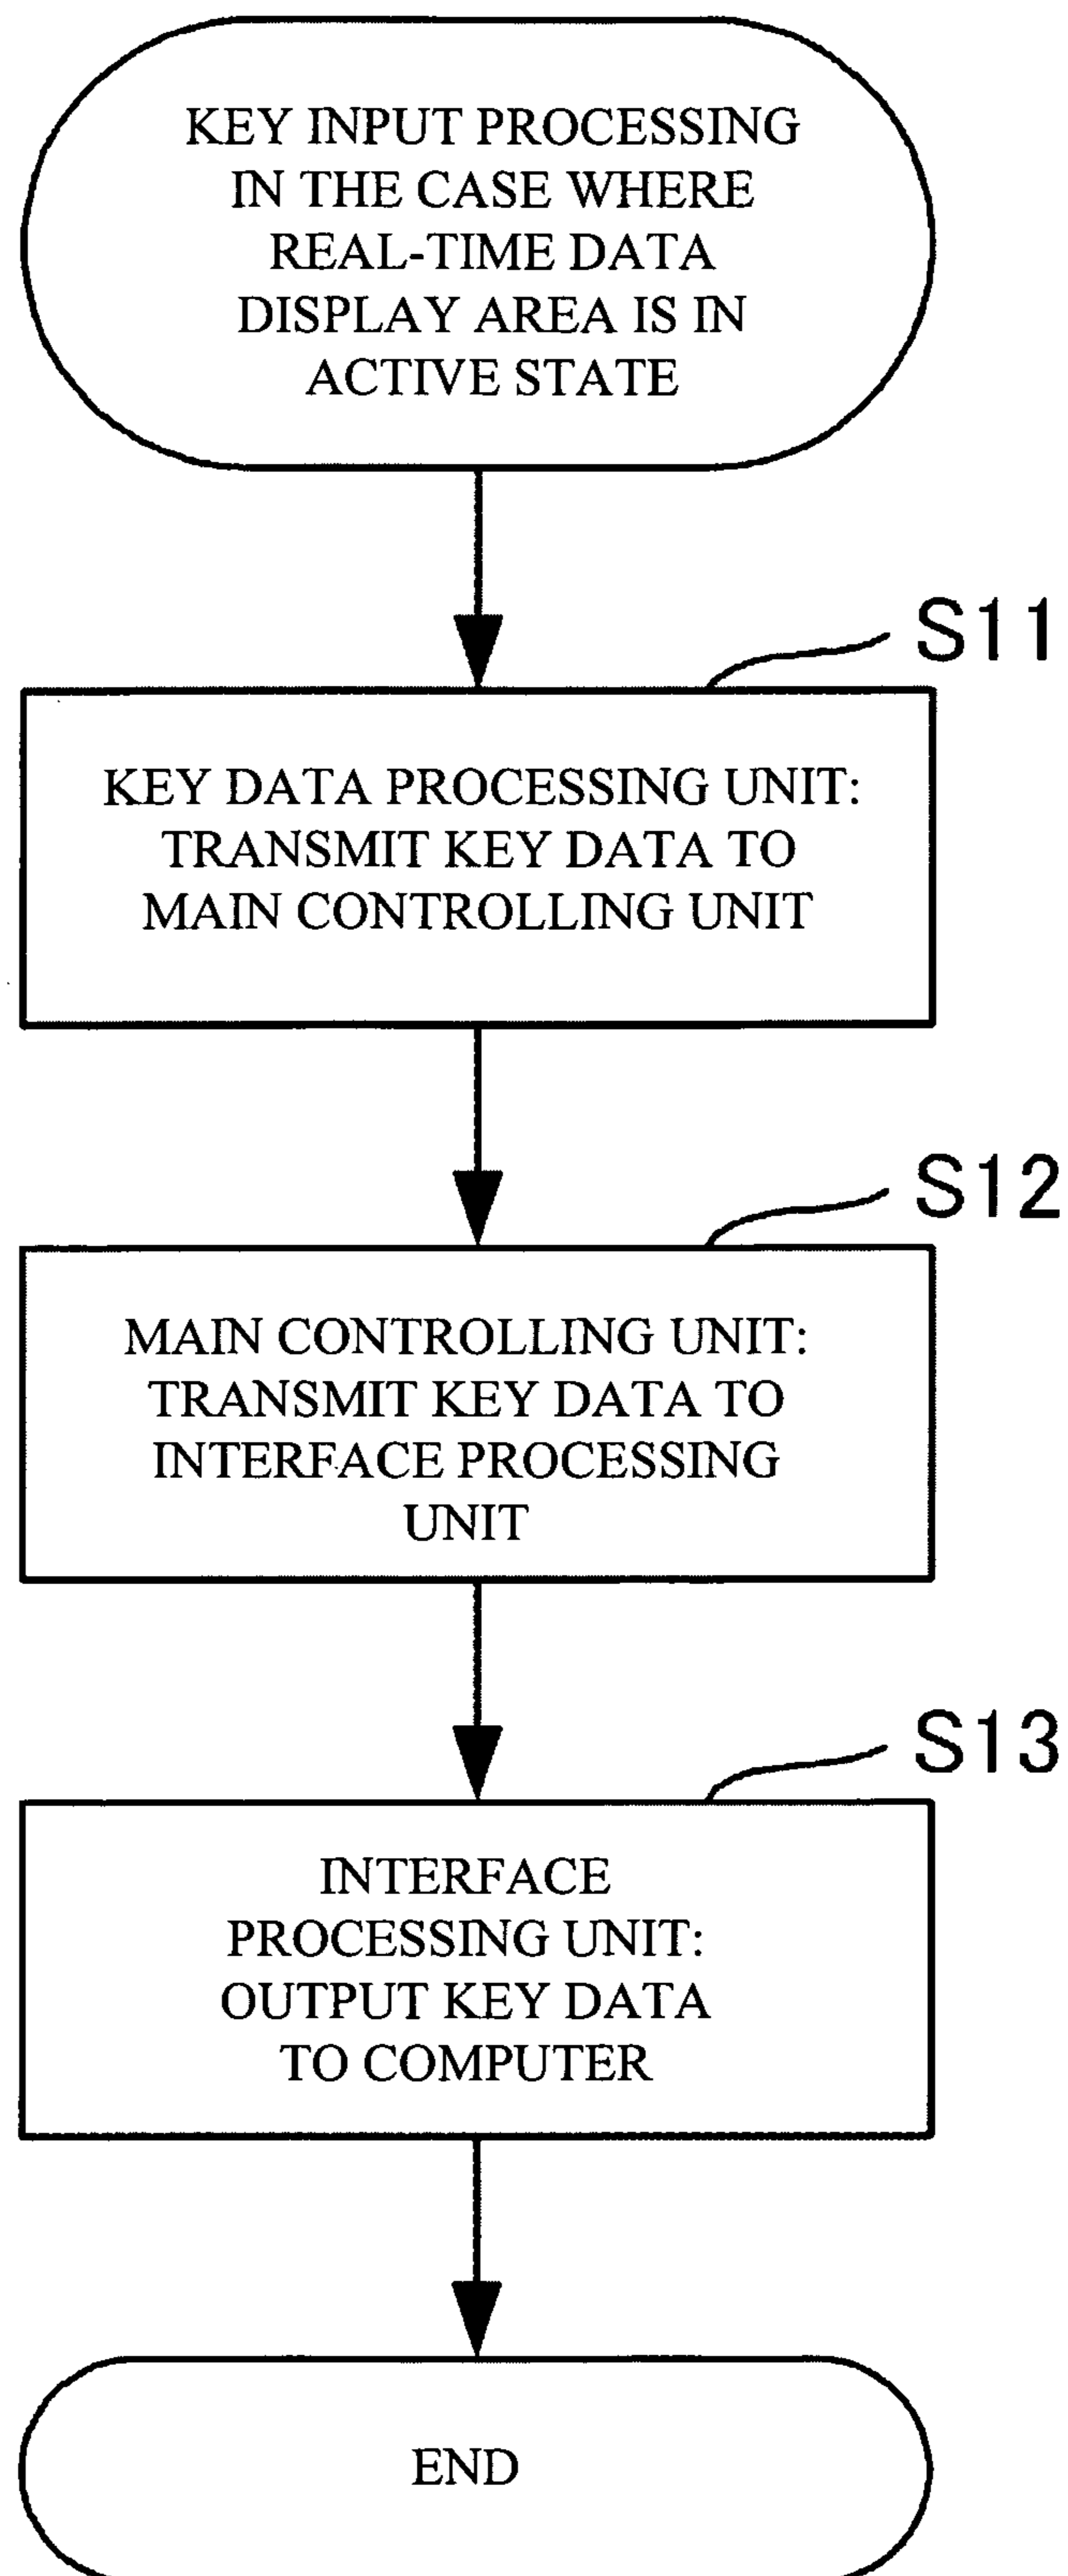 KEY INPUT PROCESSING
IN THE CASE WHERE
REAL-TIME DATA
DISPLAY AREA IS IN
ACTIVE STATE
S11
KEY DATA PROCESSING UNIT:
TRANSMIT KEY DATA TO
MAIN CONTROLLING UNIT
S12
MAIN CONTROLLING UNIT:
TRANSMIT KEY DATA TO
INTERFACE PROCESSING
UNIT
S13
INTERFACE
PROCESSING UNIT:
OUTPUT KEY DATA
TO COMPUTER
END